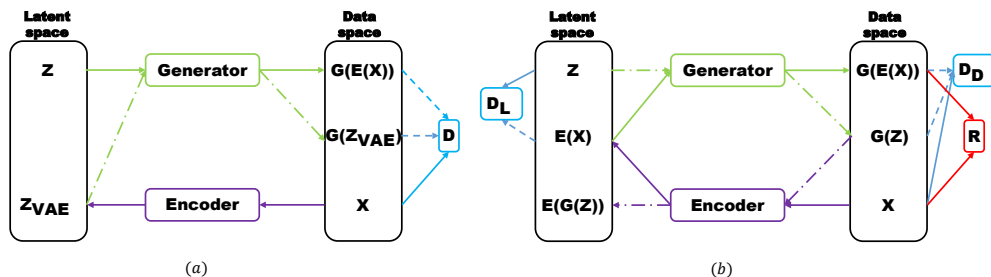 Latent
space
Data
space
Z
Generator
G(E(X))
G(Z_VAE)
D
Z_VAE
Encoder
X
(a)
Latent
space
Data
space
Z
Generator
G(E(X))
D_D
D_L
E(X)
G(Z)
R
E(G(Z))
Encoder
X
(b)